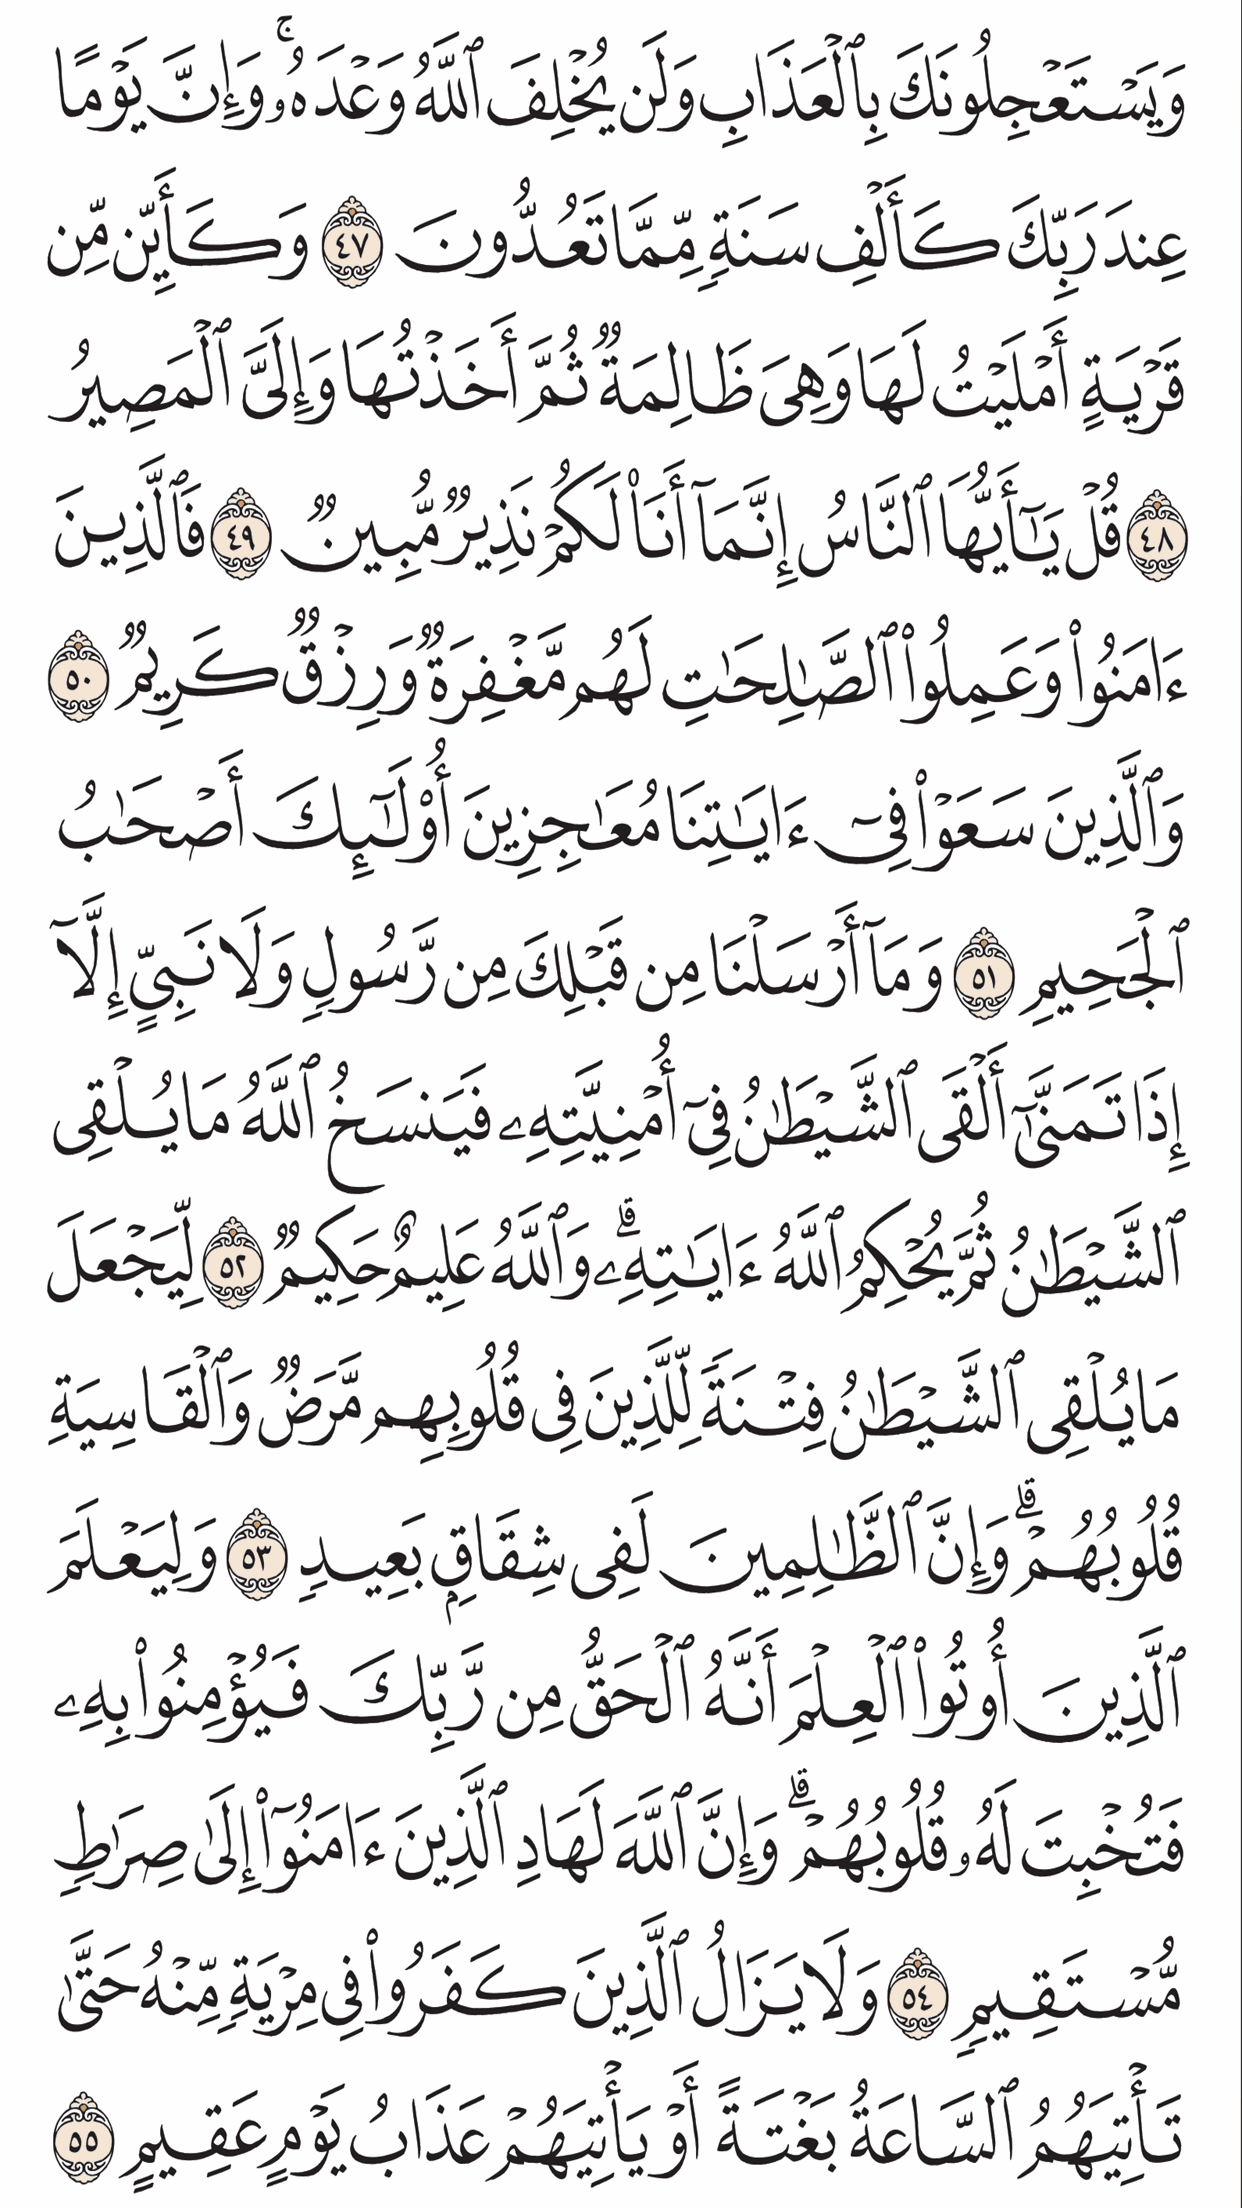 وَيَسْتَعْجِلُونَكَ بِٱلْعَذَابِ وَلَن يُخْلِفَ ٱللَّهُ وَعْدَهُۥ ۚ وَإِنَّ يَوْمًا
عِندَ رَبِّكَ كَأَلْفِ سَنَةٍ مِّمَّا تَعُدُّونَ ٤٧ وَكَأَيِّن مِّن
قَرْيَةٍ أَمْلَيْتُ لَهَا وَهِىَ ظَالِمَةٌ ثُمَّ أَخَذْتُهَا وَإِلَىَّ ٱلْمَصِيرُ
٤٨ قُلْ يَـٰٓأَيُّهَا ٱلنَّاسُ إِنَّمَآ أَنَا۠ لَكُمْ نَذِيرٌ مُّبِينٌ ٤٩ فَٱلَّذِينَ
ءَامَنُوا۟ وَعَمِلُوا۟ ٱلصَّـٰلِحَـٰتِ لَهُم مَّغْفِرَةٌ وَرِزْقٌ كَرِيمٌ ٥٠
وَٱلَّذِينَ سَعَوْا۟ فِىٓ ءَايَـٰتِنَا مُعَـٰجِزِينَ أُو۟لَـٰٓئِكَ أَصْحَـٰبُ
ٱلْجَحِيمِ ٥١ وَمَآ أَرْسَلْنَا مِن قَبْلِكَ مِن رَّسُولٍ وَلَا نَبِىٍّ إِلَّآ
إِذَا تَمَنَّىٰٓ أَلْقَى ٱلشَّيْطَـٰنُ فِىٓ أُمْنِيَّتِهِۦ فَيَنسَخُ ٱللَّهُ مَا يُلْقِى
ٱلشَّيْطَـٰنُ ثُمَّ يُحْكِمُ ٱللَّهُ ءَايَـٰتِهِۦ ۗ وَٱللَّهُ عَلِيمٌ حَكِيمٌ ٥٢ لِّيَجْعَلَ
مَا يُلْقِى ٱلشَّيْطَـٰنُ فِتْنَةً لِّلَّذِينَ فِى قُلُوبِهِم مَّرَضٌ وَٱلْقَاسِيَةِ
قُلُوبُهُمْ ۗ وَإِنَّ ٱلظَّـٰلِمِينَ لَفِى شِقَاقٍۭ بَعِيدٍ ٥٣ وَلِيَعْلَمَ
ٱلَّذِينَ أُوتُوا۟ ٱلْعِلْمَ أَنَّهُ ٱلْحَقُّ مِن رَّبِّكَ فَيُؤْمِنُوا۟ بِهِۦ
فَتُخْبِتَ لَهُۥ قُلُوبُهُمْ ۗ وَإِنَّ ٱللَّهَ لَهَادِ ٱلَّذِينَ ءَامَنُوٓا۟ إِلَىٰ صِرَٰطٍ
مُّسْتَقِيمٍ ٥٤ وَلَا يَزَالُ ٱلَّذِينَ كَفَرُوا۟ فِى مِرْيَةٍ مِّنْهُ حَتَّىٰ
تَأْتِيَهُمُ ٱلسَّاعَةُ بَغْتَةً أَوْ يَأْتِيَهُمْ عَذَابُ يَوْمٍ عَقِيمٍ ٥٥